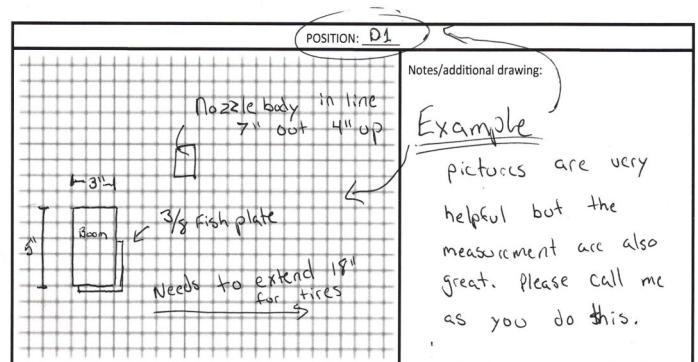 POSITION: D1
Notes/additional drawing:
Nozzle body in line
7" out 4" up
3"
Boom
5"
3/8 Fish plate
Needs to extend 18"
for tires
Example
pictures are very
helpful but the
measurement are also
great. Please call me
as you do this.